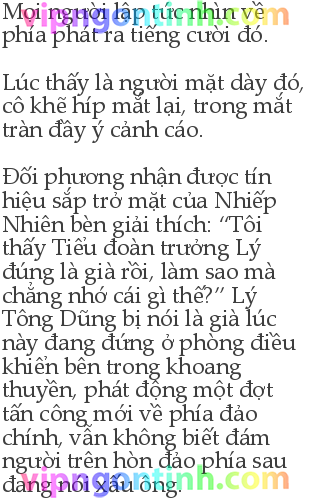 Mọi người lập tức nhìn về
phía phát ra tiếng cười đó.
Lúc thấy là người mặt dày đó,
cô khẽ híp mắt lại, trong mắt
tràn đầy ý cảnh cáo.
Đối phương nhận được tín
hiệu sắp trở mặt của Nhiếp
Nhiên bèn giải thích: “Tôi
thấy Tiểu đoàn trưởng Lý
đúng là già rồi, làm sao mà
chẳng nhớ cái gì thế?” Lý
Tông Dũng bị nói là già lúc
này đang đứng ở phòng điều
khiển bên trong khoang
thuyền, phát động một đợt
tấn công mới về phía đảo
chính, vẫn không biết đám
người trên hòn đảo phía sau
đang nói xấu ông.
vipngontinh.com
vipngontinh.com